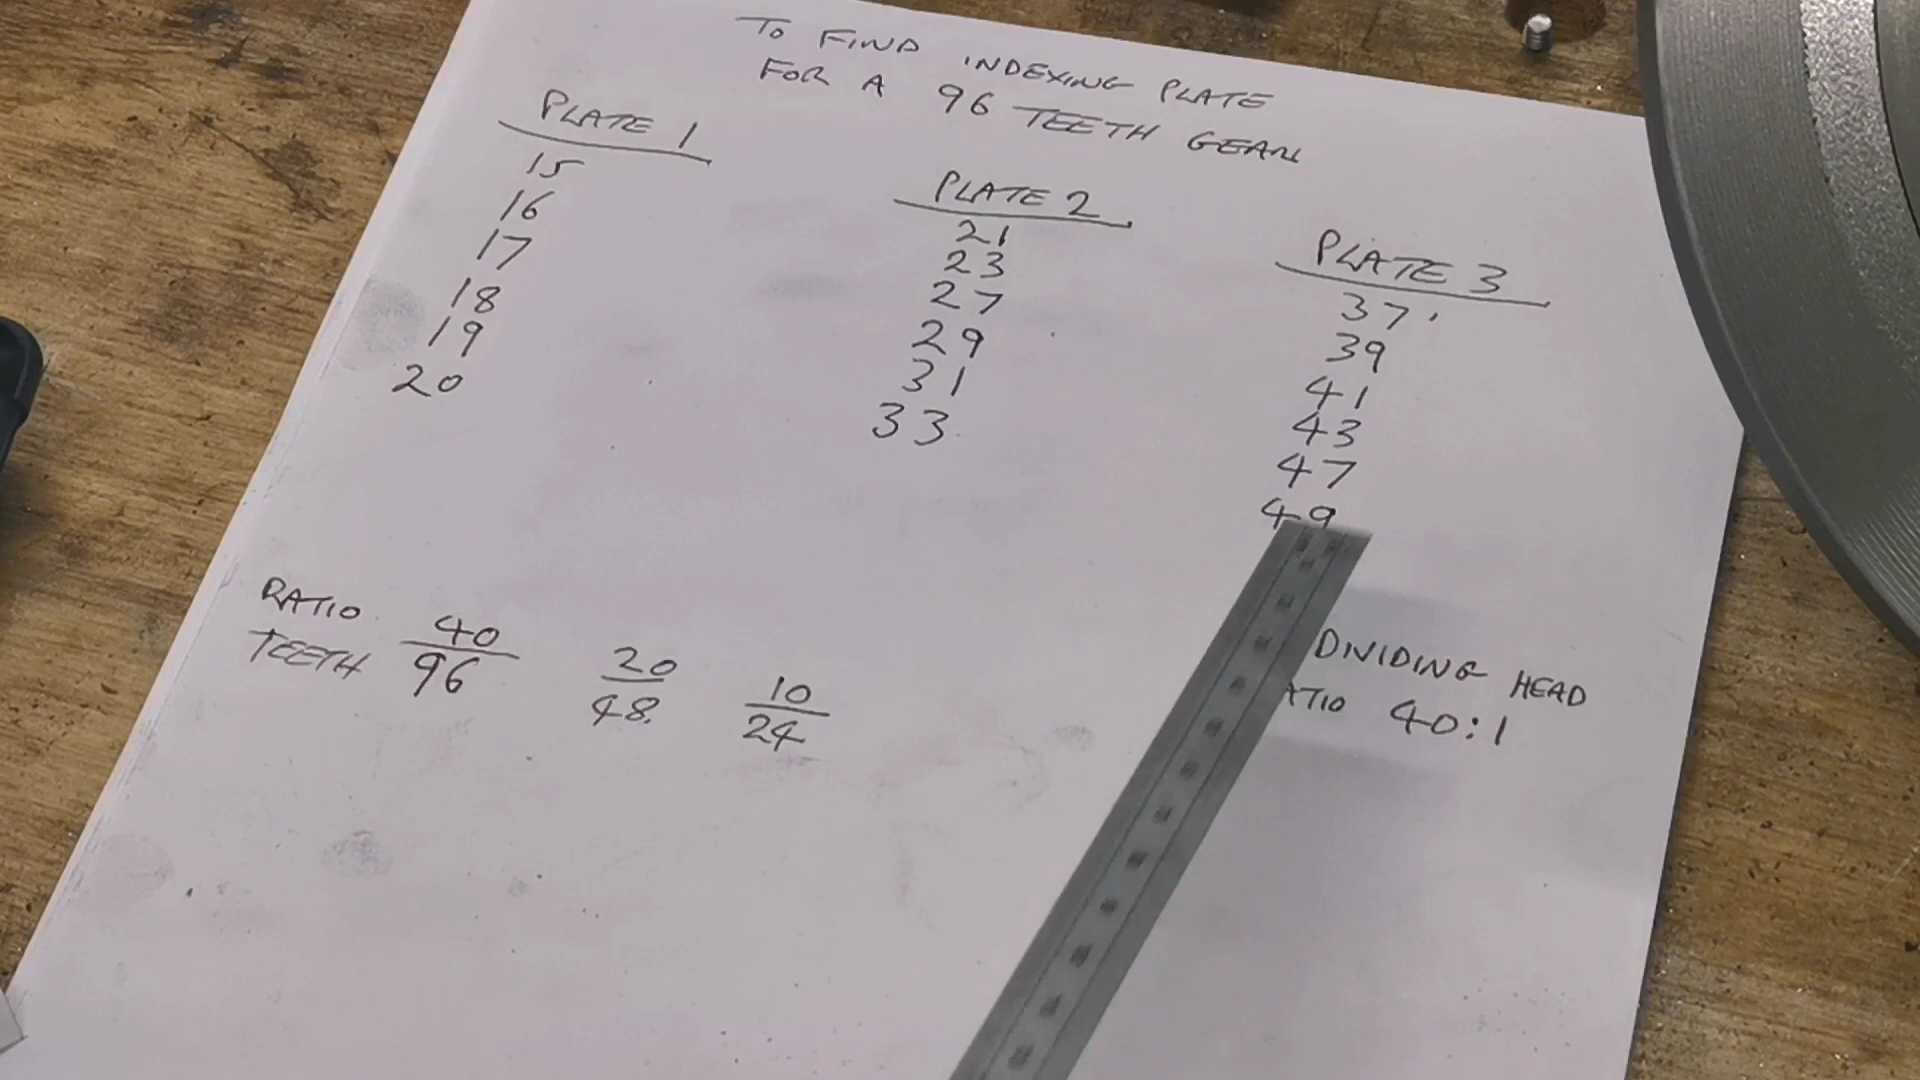 TO FIND INDEXING PLATE
FOR A 96 TEETH GEAR
PLATE 1
15
16
17
18
19
20
PLATE 2
21
23
27
29
31
33
PLATE 3
37
39
41
43
47
49
RATIO 40
TEETH 96
20
48
10
24
DIVIDING HEAD
ATIO 40:1